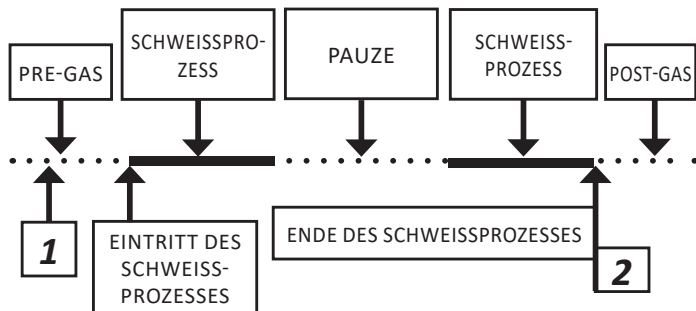 PRE-GAS
SCHWEISSPRO-
ZESS
PAUZE
SCHWEISS-
PROZESS
POST-GAS
1
EINTRITT DES
SCHWEISS-
PROZESSES
ENDE DES SCHWEISSPROZESSES
2